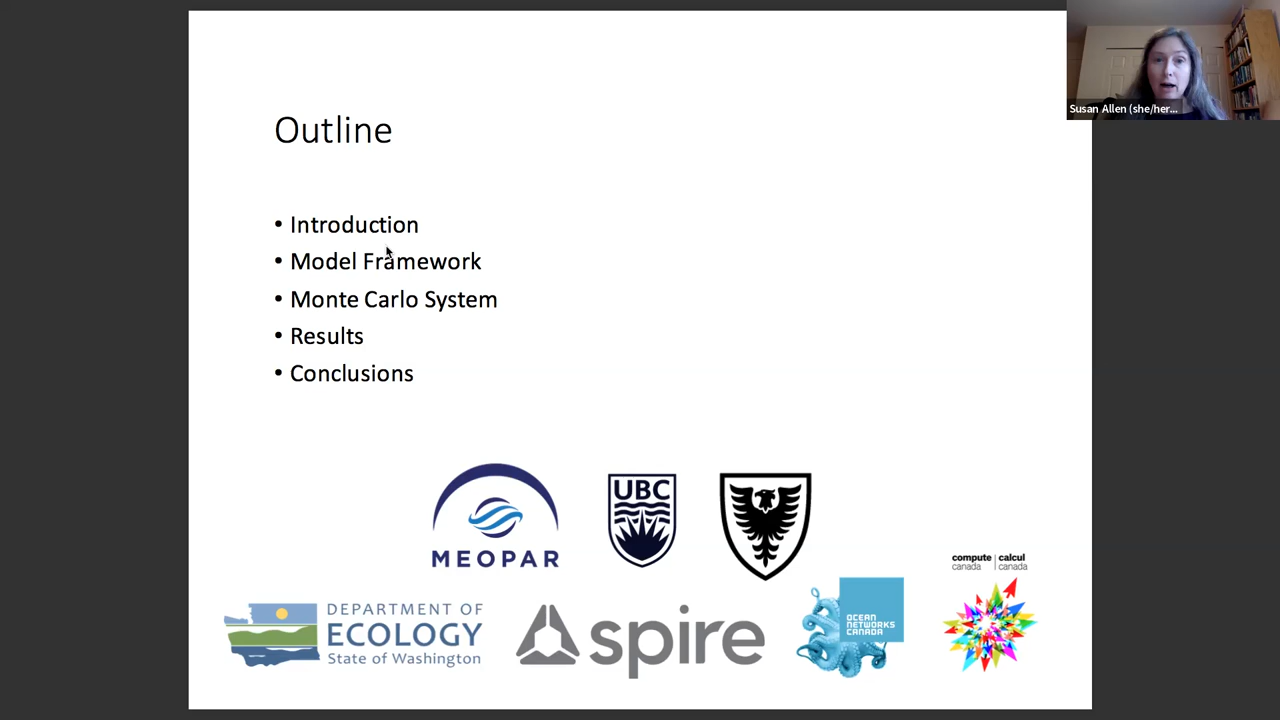 Susan Allen (she/her...
Outline
• Introduction
• Model Framework
• Monte Carlo System
• Results
• Conclusions
MEOPAR
UBC
compute | calcul
canada | canada
DEPARTMENT OF
ECOLOGY
State of Washington
spire
OCEAN
NETWORKS
CANADA